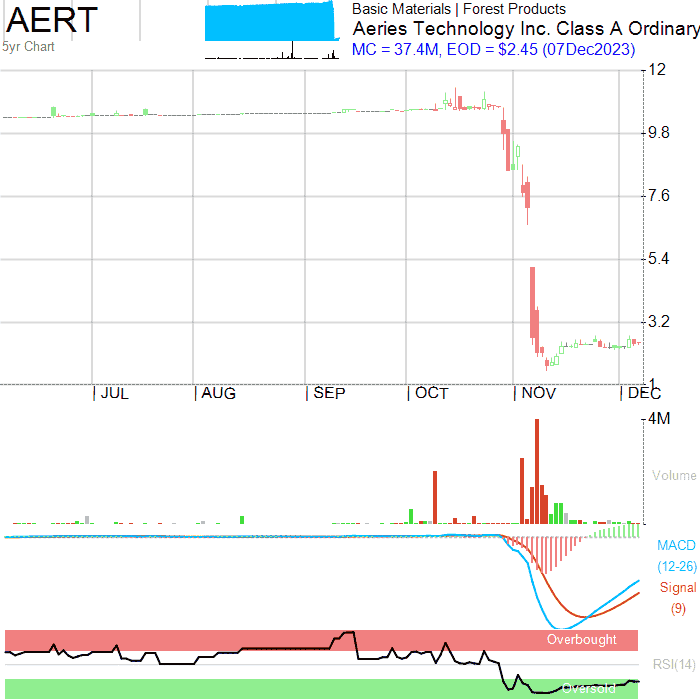 AERT
5yr Chart
Basic Materials | Forest Products
Aeries Technology Inc. Class A Ordinary
MC = 37.4M, EOD = $2.45 (07Dec2023)
12
9.8
7.6
5.4
3.2
1
JUL
AUG
SEP
OCT
NOV
DEC
4M
Volume
MACD
(12-26)
Signal
(9)
Overbought
RSI(14)
Oversold